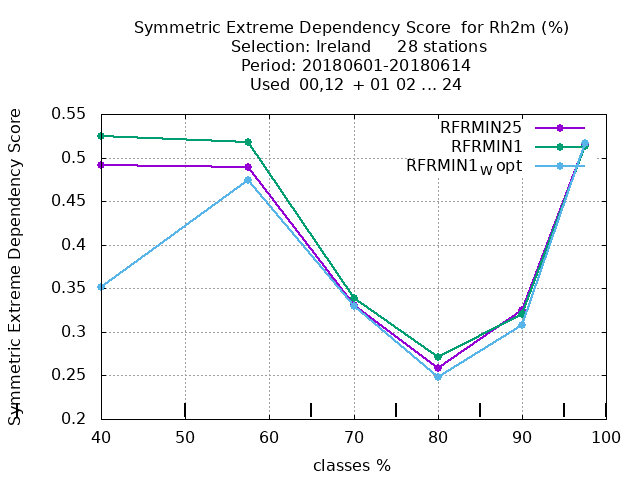 Symmetric Extreme Dependency Score for Rh2m (%)
Selection: Ireland 28 stations
Period: 20180601-20180614
Used 00,12 + 01 02 ... 24
Symmetric Extreme Dependency Score
0.55
0.5
0.45
0.4
0.35
0.3
0.25
0.2
RFRMIN25
RFRMIN1
RFRMIN1W opt
40 50 60 70 80 90 100
classes %